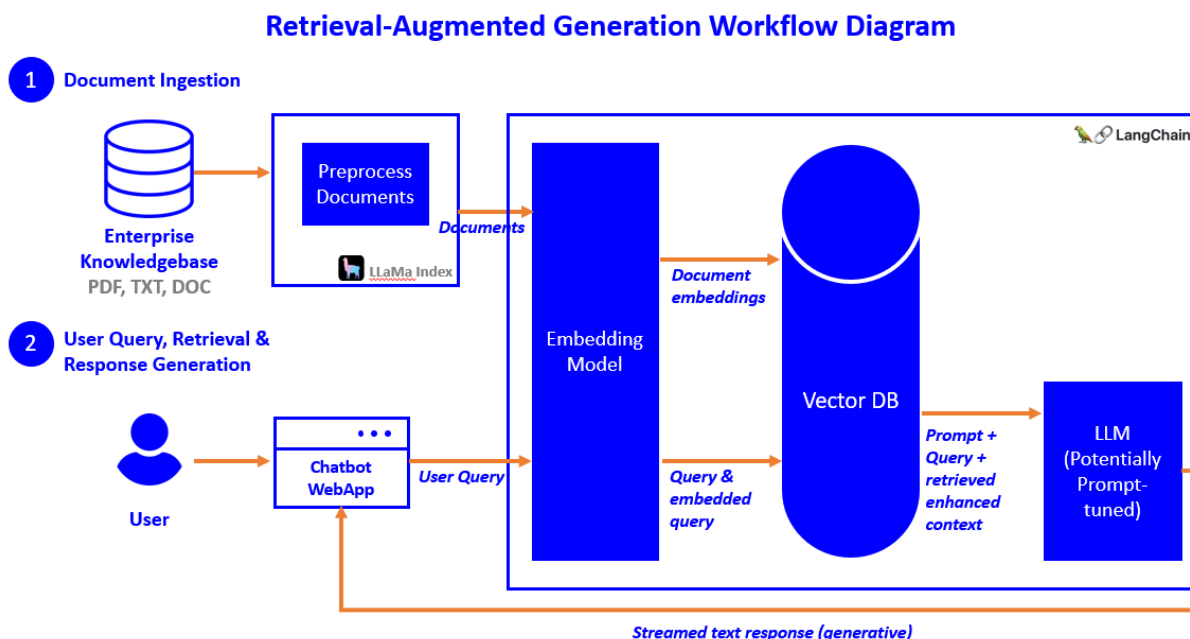 Retrieval-Augmented Generation Workflow Diagram
1
Document Ingestion
LangChain
Preprocess
Documents
Documents
Enterprise
Knowledgebase
PDF, TXT, DOC
LLaMa Index
Document
embeddings
2
User Query, Retrieval &
Response Generation
Embedding
Model
Vector DB
Chatbot
WebApp
User Query
User
Query &
embedded
query
Prompt +
Query +
retrieved
enhanced
context
LLM
(Potentially
Prompt-
tuned)
Streamed text response (generative)